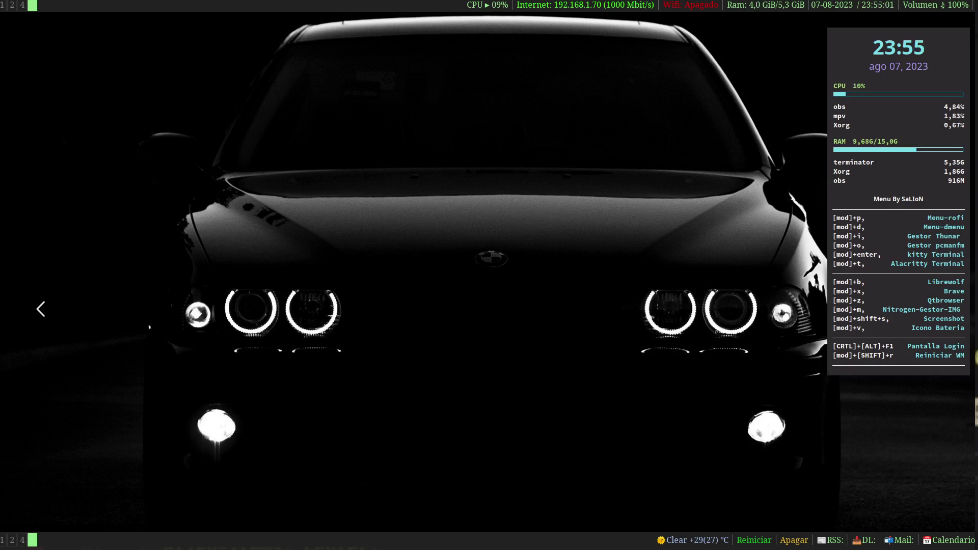 1 2 4
CPU ▸ 09% Internet: 192.168.1.70 (1000 Mbit/s) Wifi: Apagado Ram: 4,0 GiB/5,3 GiB 07-08-2023 / 23:55:01 Volumen 100%
23:55
ago 07, 2023
CPU 10%
obs 4,84%
mpv 1,83%
Xorg 0,67%
RAM 9,68G/15,0G
terminator 5,35G
Xorg 1,86G
obs 916M
Menu By SaLIoN
[mod]+p, Menu-rofi
[mod]+d, Menu-dmenu
[mod]+i, Gestor Thunar
[mod]+o, Gestor pcmanfm
[mod]+enter, kitty Terminal
[mod]+t, Alacritty Terminal
[mod]+b, Librewolf
[mod]+x, Brave
[mod]+z, Qtbrowser
[mod]+m, Nitrogen-Gestor-IMG
[mod]+shift+s, Screenshot
[mod]+v, Icono Bateria
[CRTL]+[ALT]+F1 Pantalla Login
[mod]+[SHIFT]+r Reiniciar WM
1 2 4
Clear +29(27) °C Reiniciar Apagar RSS: DL: Mail: Calendario